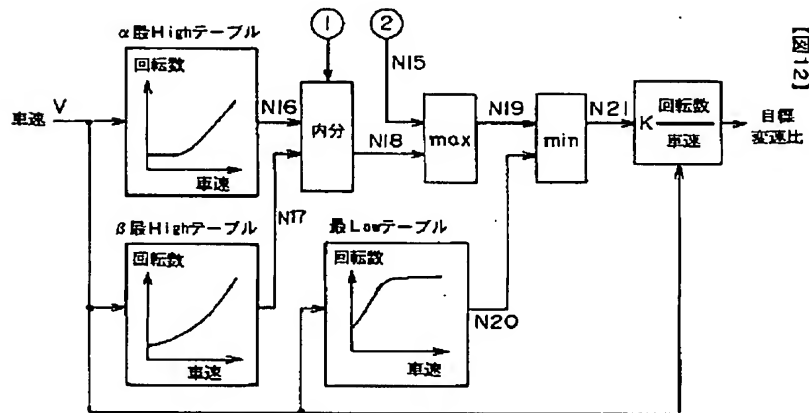 【図12】
① ②
α最Highテーブル
回転数
車速
車速 V
N16
内分
N15
N18
max
N19
min
N21
K 回転数
車速
目標
変速比
N17
β最Highテーブル
回転数
車速
最Lowテーブル
回転数
車速
N20